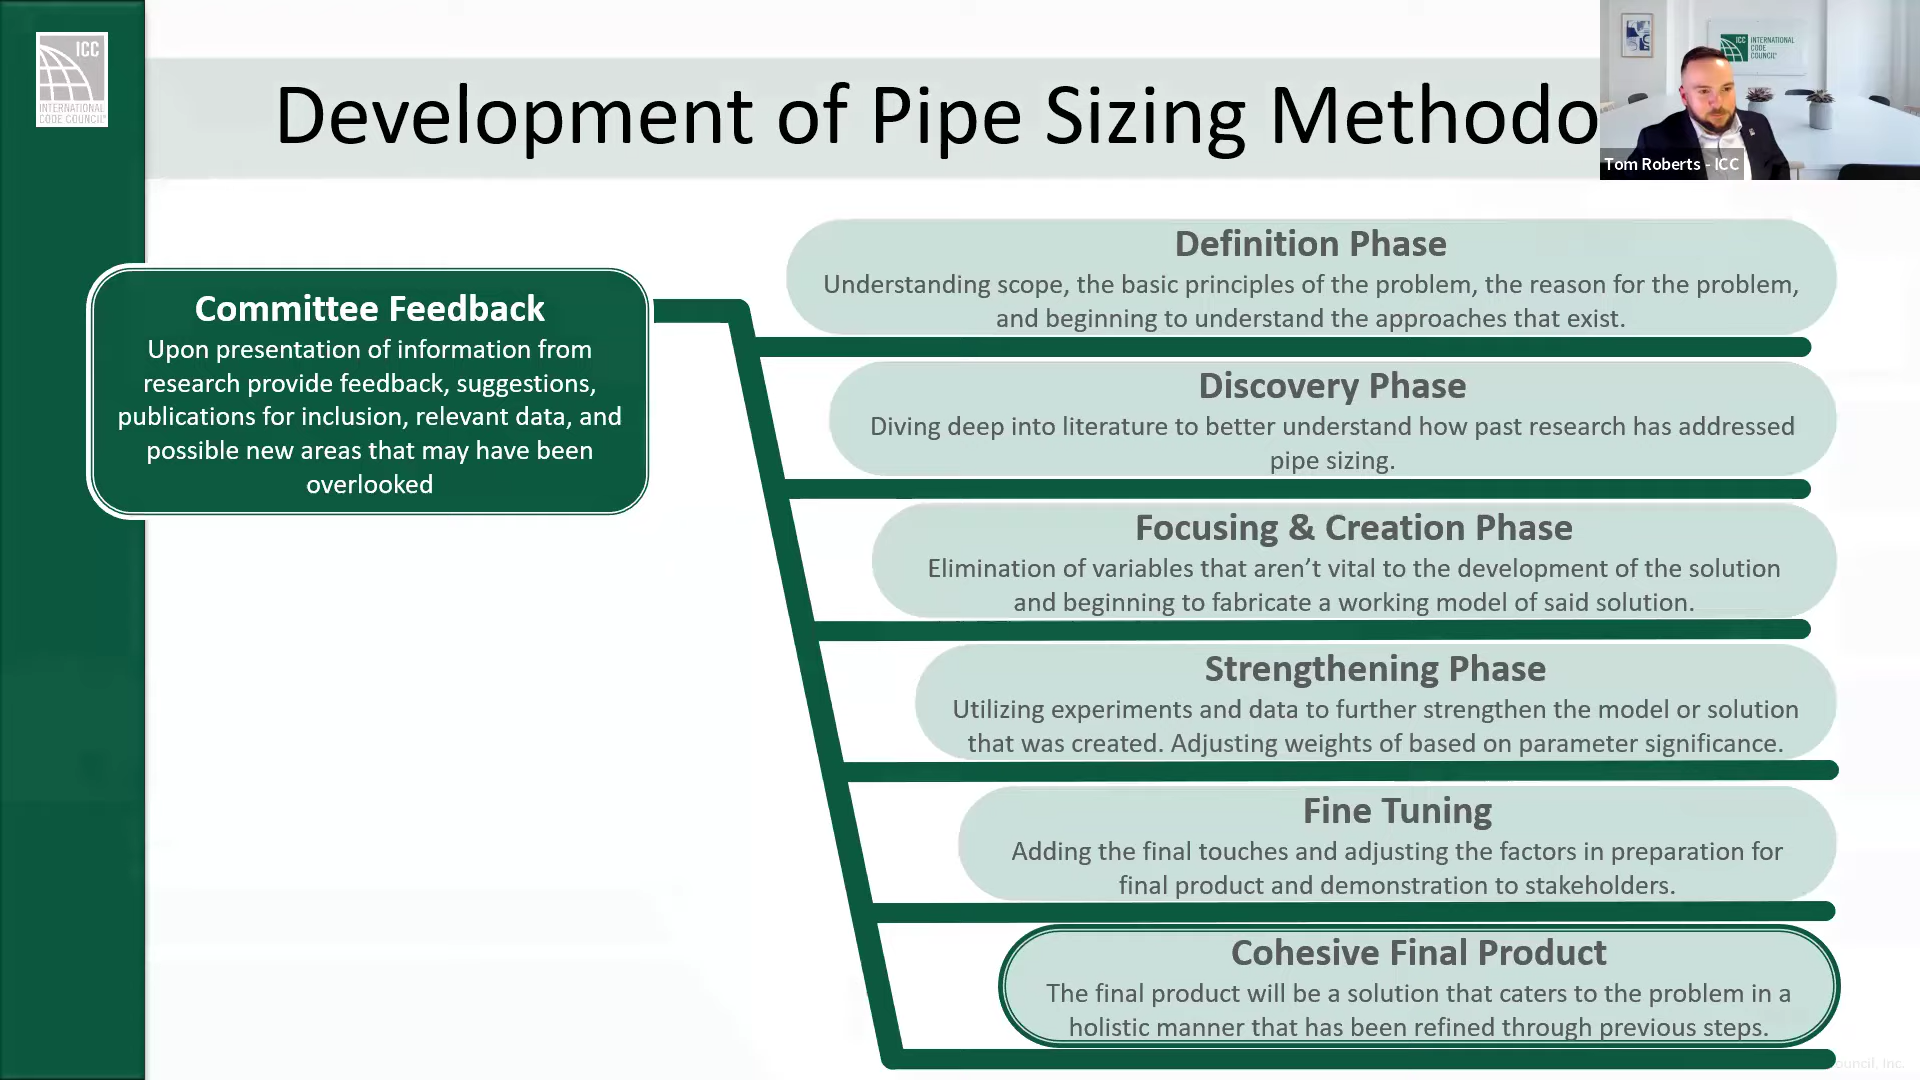 ICC
INTERNATIONAL
CODE COUNCIL
Development of Pipe Sizing Methodo
ICC INTERNATIONAL
CODE
COUNCIL
Tom Roberts - ICC
Committee Feedback
Upon presentation of information from
research provide feedback, suggestions,
publications for inclusion, relevant data, and
possible new areas that may have been
overlooked
Definition Phase
Understanding scope, the basic principles of the problem, the reason for the problem,
and beginning to understand the approaches that exist.
Discovery Phase
Diving deep into literature to better understand how past research has addressed
pipe sizing.
Focusing & Creation Phase
Elimination of variables that aren’t vital to the development of the solution
and beginning to fabricate a working model of said solution.
Strengthening Phase
Utilizing experiments and data to further strengthen the model or solution
that was created. Adjusting weights of based on parameter significance.
Fine Tuning
Adding the final touches and adjusting the factors in preparation for
final product and demonstration to stakeholders.
Cohesive Final Product
The final product will be a solution that caters to the problem in a
holistic manner that has been refined through previous steps.
ouncil, Inc.